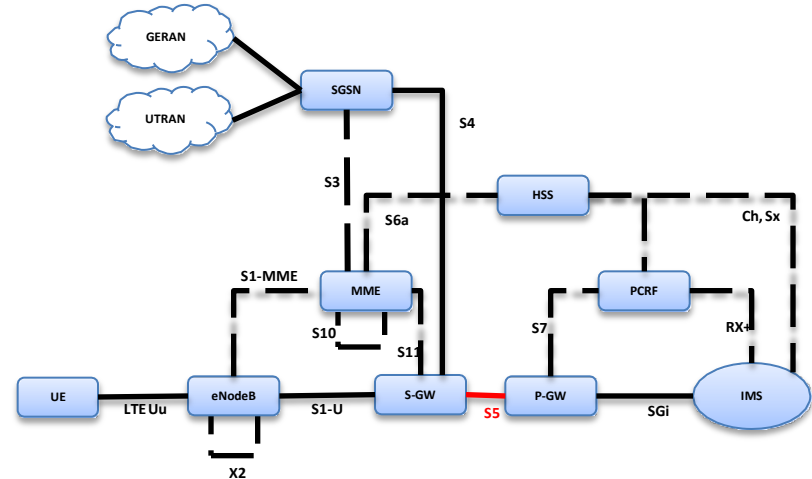 GERAN
SGSN
UTRAN
S4
S3
HSS
S6a
Ch, Sx
S1-MME
MME
PCRF
S10
S7
RX+
S11
UE
eNodeB
S-GW
P-GW
IMS
LTE Uu
S1-U
S5
SGi
X2